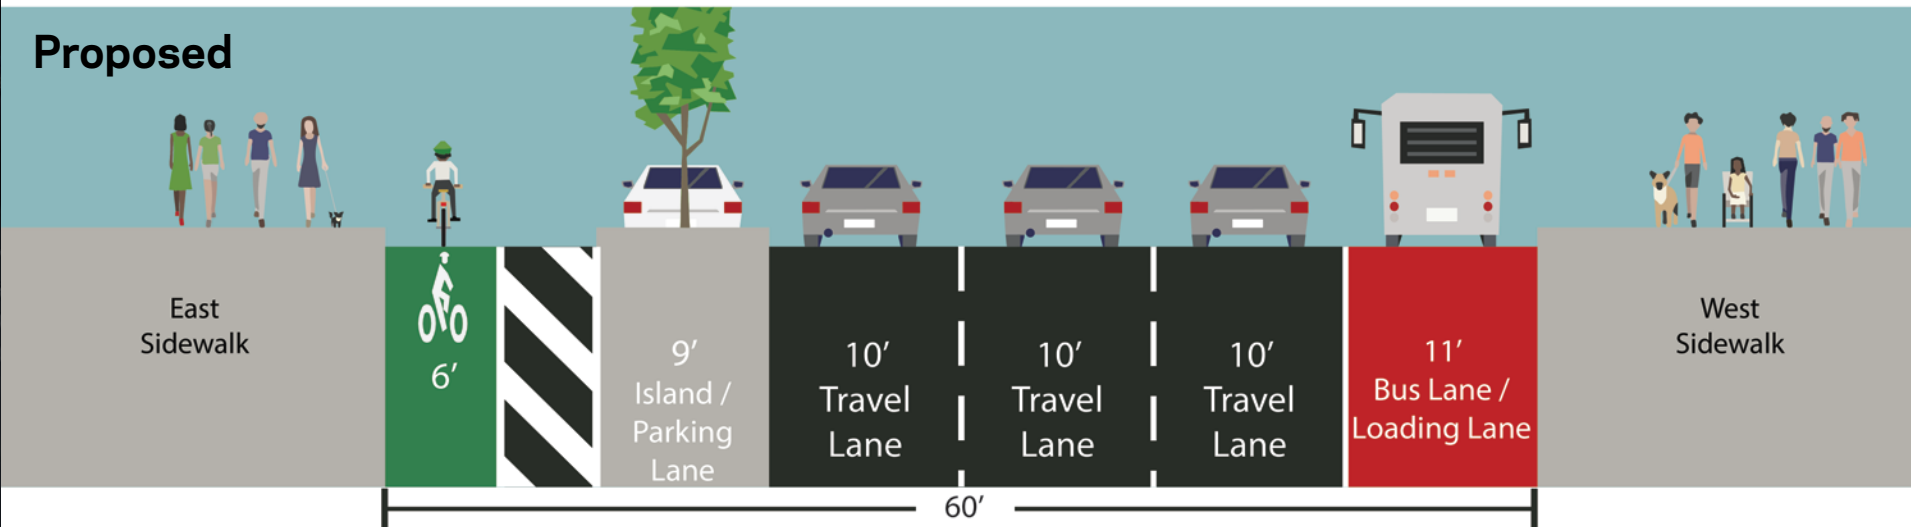 Proposed
East
Sidewalk
6′
9′
Island /
Parking
Lane
10′
Travel
Lane
10′
Travel
Lane
10′
Travel
Lane
11′
Bus Lane /
Loading Lane
West
Sidewalk
60′